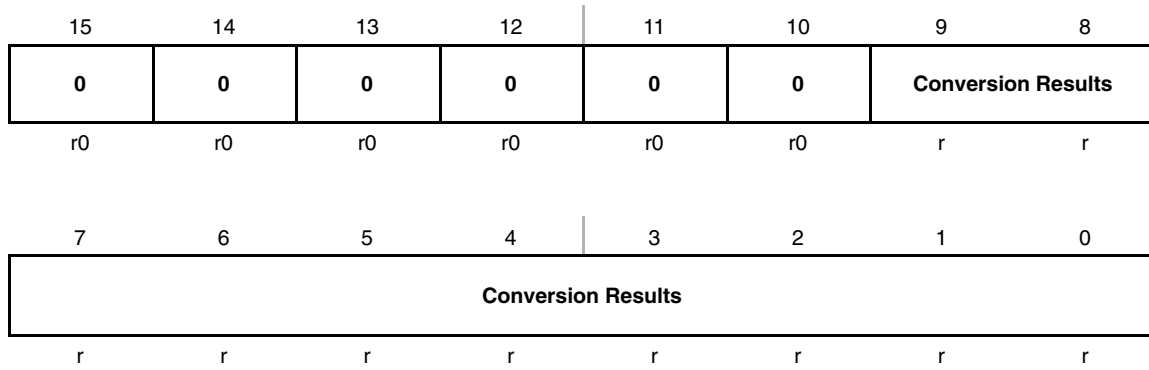 15 14 13 12 11 10 9 8
0 0 0 0 0 0 Conversion Results
r0 r0 r0 r0 r0 r0 r r
7 6 5 4 3 2 1 0
Conversion Results
r r r r r r r r